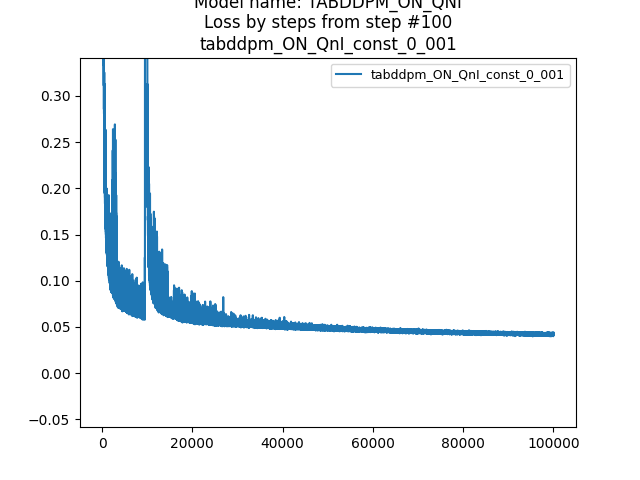 Model name: TABDDPM_ON_QNI
Loss by steps from step #100
tabddpm_ON_QnI_const_0_001
tabddpm_ON_QnI_const_0_001
0.30
0.25
0.20
0.15
0.10
0.05
0.00
−0.05
0 20000 40000 60000 80000 100000